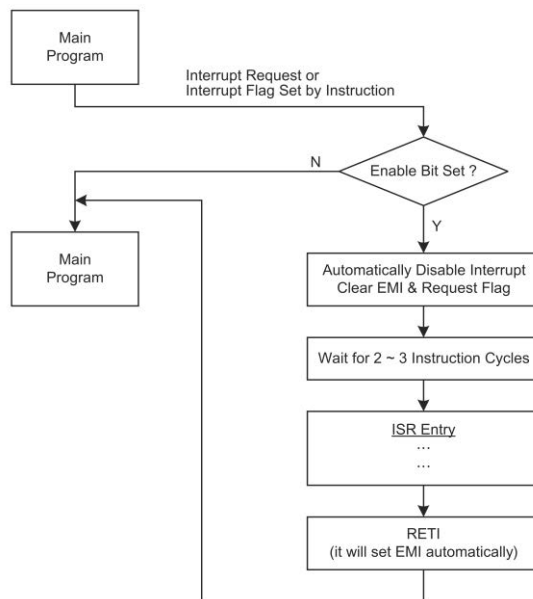 Main
Program
Interrupt Request or
Interrupt Flag Set by Instruction
N
Enable Bit Set ?
Y
Main
Program
Automatically Disable Interrupt
Clear EMI & Request Flag
Wait for 2 ~ 3 Instruction Cycles
ISR Entry
...
...
RETI
(it will set EMI automatically)